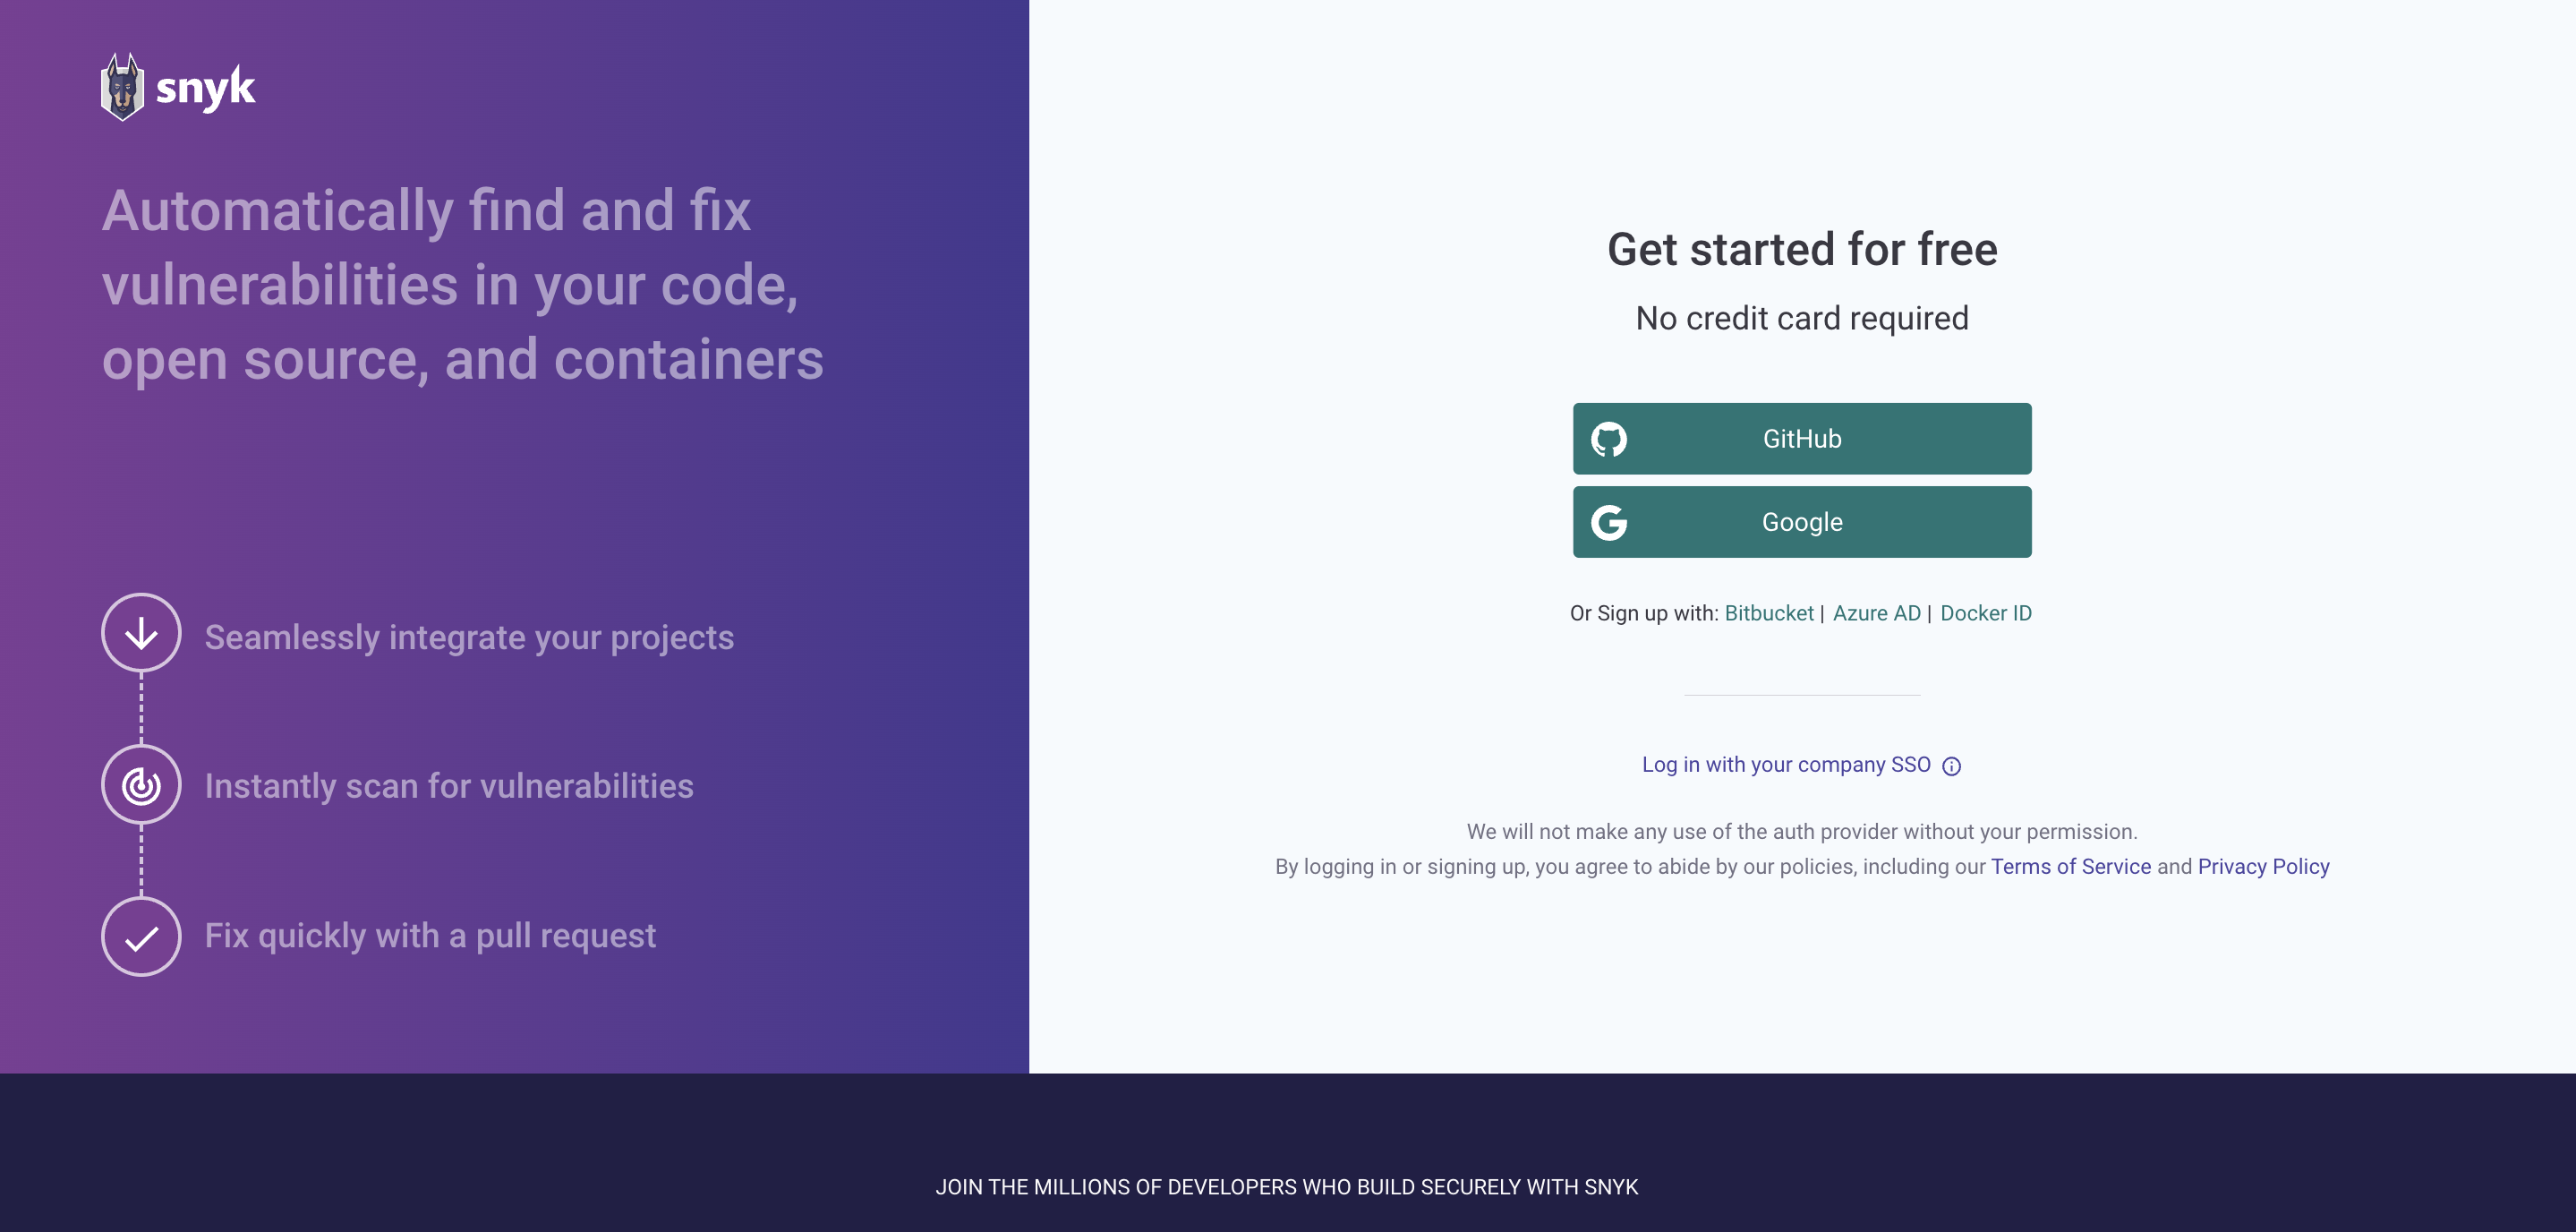 snyk
Automatically find and fix
vulnerabilities in your code,
open source, and containers
Seamlessly integrate your projects
Instantly scan for vulnerabilities
Fix quickly with a pull request
Get started for free
No credit card required
GitHub
Google
Or Sign up with: Bitbucket | Azure AD | Docker ID
Log in with your company SSO
We will not make any use of the auth provider without your permission.
By logging in or signing up, you agree to abide by our policies, including our Terms of Service and Privacy Policy
JOIN THE MILLIONS OF DEVELOPERS WHO BUILD SECURELY WITH SNYK